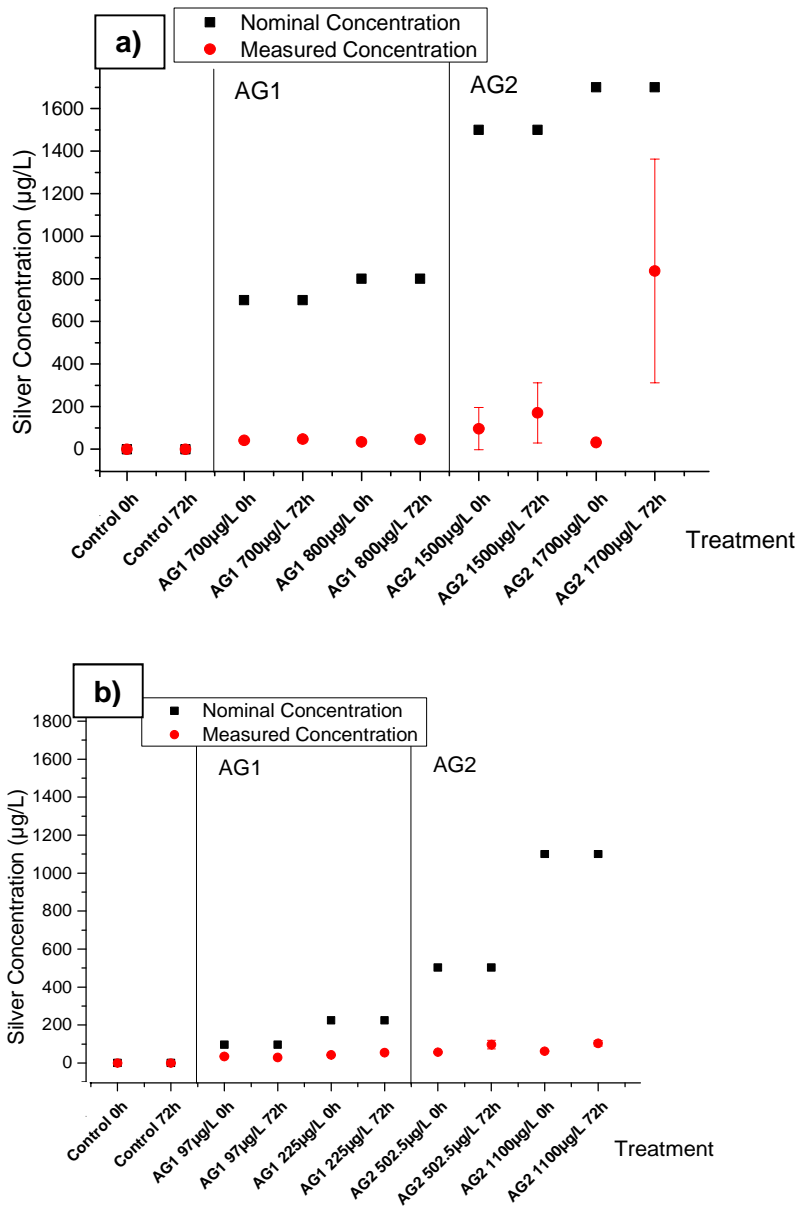 a)
Nominal Concentration
Measured Concentration
AG1
AG2
Silver Concentration (µg/L)
1600
1400
1200
1000
800
600
400
200
0
Control 0h
Control 72h
AG1 700µg/L 0h
AG1 700µg/L 72h
AG1 800µg/L 0h
AG1 800µg/L 72h
AG2 1500µg/L 0h
AG2 1500µg/L 72h
AG2 1700µg/L 0h
AG2 1700µg/L 72h
Treatment
b)
Nominal Concentration
Measured Concentration
AG1
AG2
Silver Concentration (µg/L)
1800
1600
1400
1200
1000
800
600
400
200
0
Control 0h
Control 72h
AG1 97µg/L 0h
AG1 97µg/L 72h
AG1 225µg/L 0h
AG1 225µg/L 72h
AG2 502.5µg/L 0h
AG2 502.5µg/L 72h
AG2 1100µg/L 0h
AG2 1100µg/L 72h
Treatment